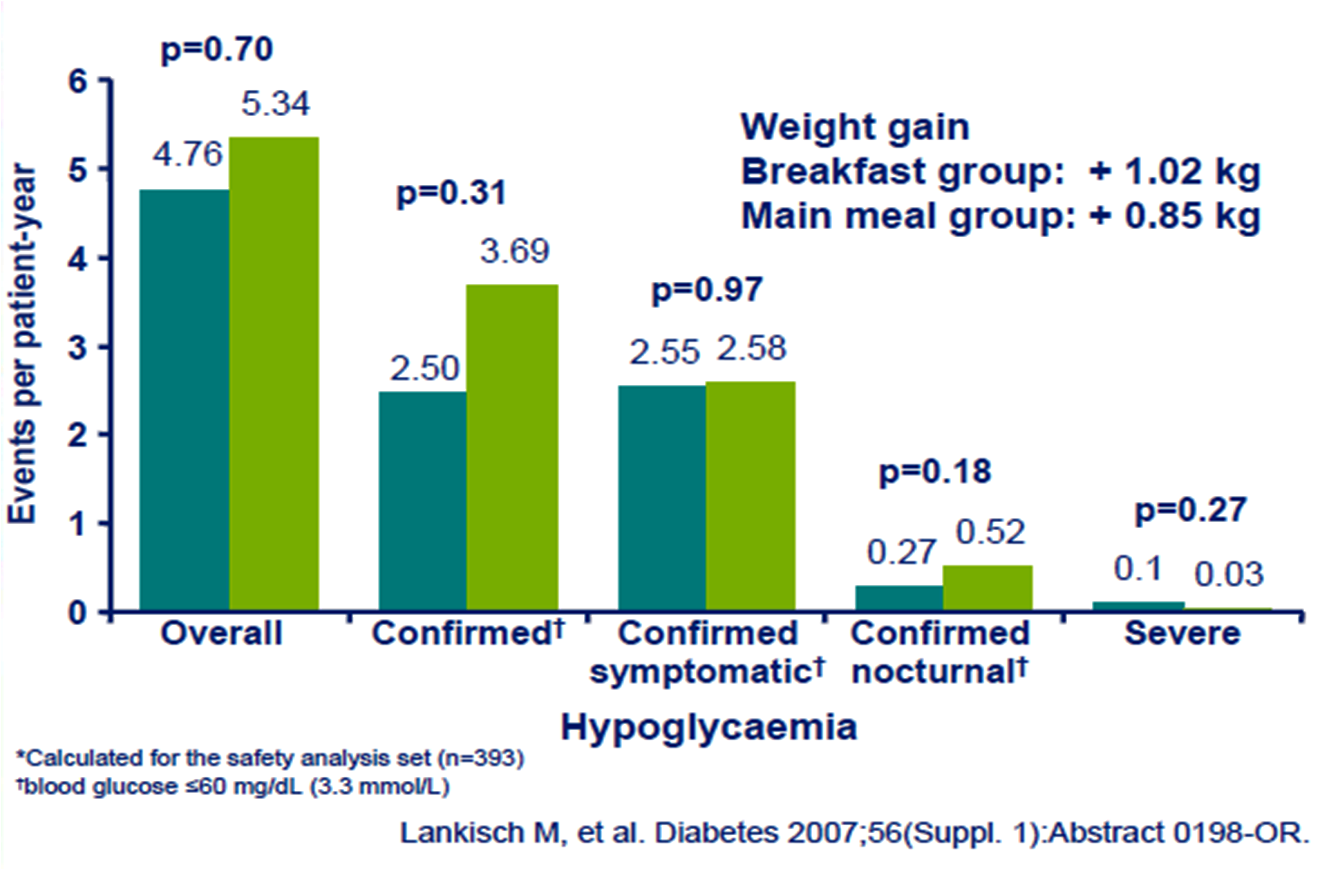 p=0.70
6
5.34
Weight gain
4.76
Breakfast group: + 1.02 kg
5
p=0.31
Main meal group: + 0.85 kg
Events per patient-year
4
3.69
p=0.97
3
2.50
2.55 2.58
2
p=0.18
p=0.27
1
0.27 0.52
0.1 0.03
0
Overall
Confirmed†
Confirmed
symptomatic†
Confirmed
nocturnal†
Severe
Hypoglycaemia
*Calculated for the safety analysis set (n=393)
†blood glucose ≤60 mg/dL (3.3 mmol/L)
Lankisch M, et al. Diabetes 2007;56(Suppl. 1):Abstract 0198-OR.